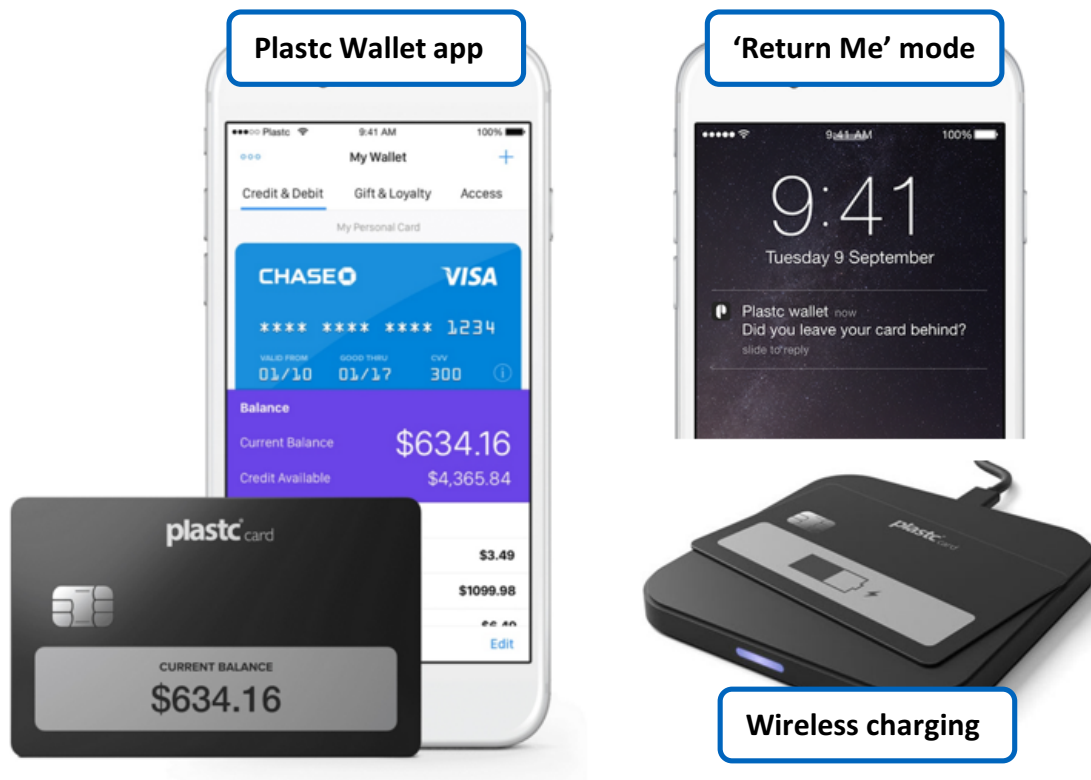 Plastc Wallet app
Plastc
9:41 AM
100%
My Wallet
Credit & Debit Gift & Loyalty Access
My Personal Card
CHASE VISA
**** **** **** 1234
VALID FROM GOOD THRU CVV
01/10 01/17 300
Balance
Current Balance $634.16
Credit Available $4,365.84
$3.49
$1099.98
Edit
plastc card
CURRENT BALANCE
$634.16
‘Return Me’ mode
9:41 AM 100%
9:41
Tuesday 9 September
Plastc wallet now
Did you leave your card behind?
slide to reply
plastc card
Wireless charging